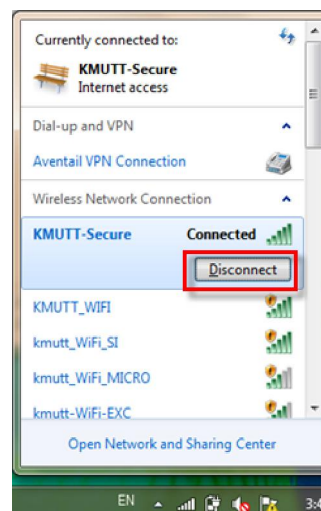 Currently connected to:
KMUTT-Secure
Internet access
Dial-up and VPN
Aventail VPN Connection
Wireless Network Connection
KMUTT-Secure Connected
Disconnect
KMUTT_WIFI
kmutt_WiFi_SI
kmutt_WiFi_MICRO
kmutt-WiFi-EXC
Open Network and Sharing Center
EN